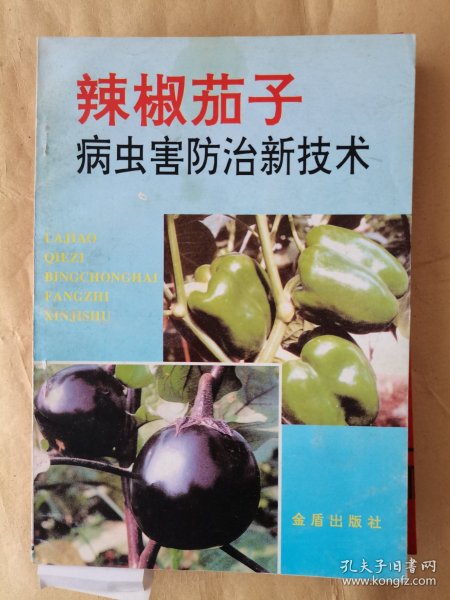 辣椒茄子
病虫害防治新技术
LAJIAO
QIEZI
BINGCHONGHAI
FANGZHI
XINJISHU
金盾出版社
孔夫子旧书网
www.kongfz.com